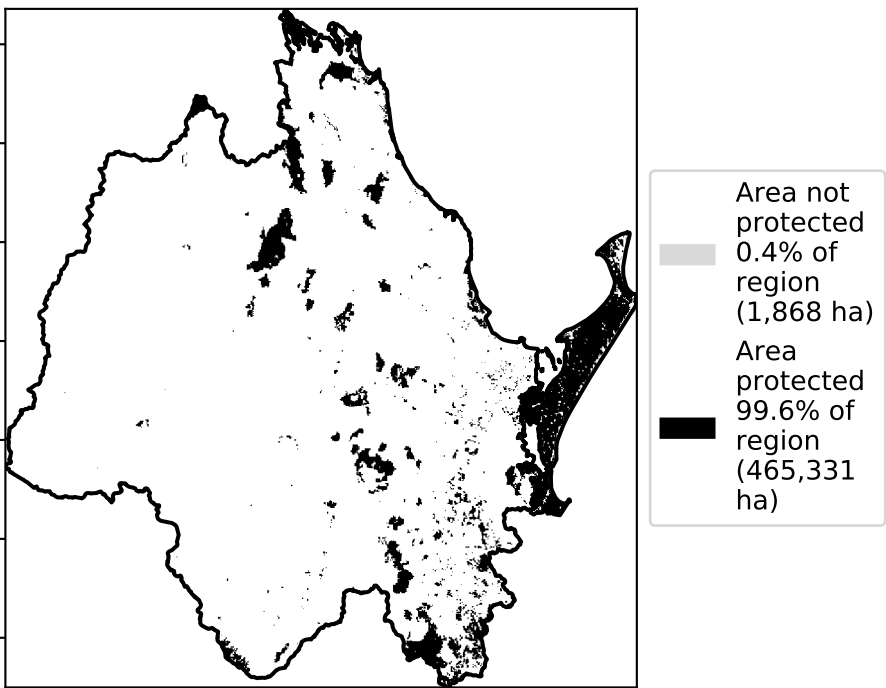 Area not
protected
0.4% of
region
(1,868 ha)
Area
protected
99.6% of
region
(465,331
ha)